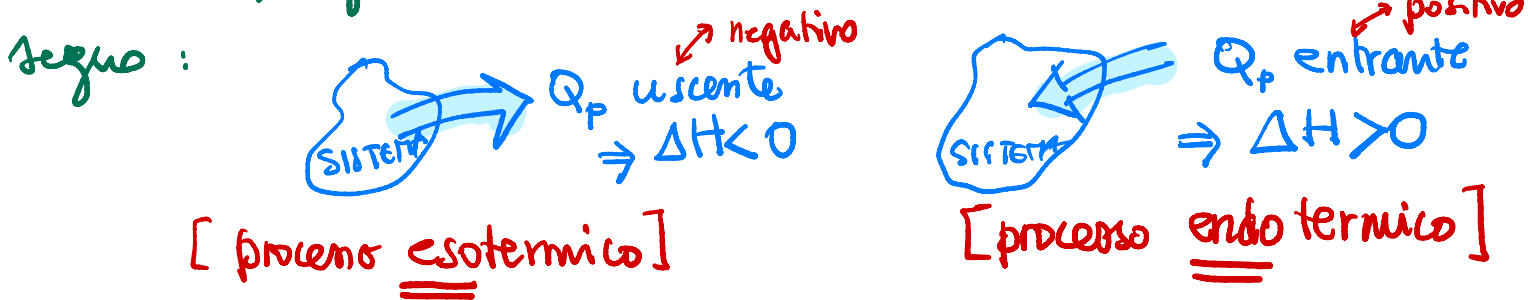 segno :
negativo
Qp uscente
SISTEMA
⇒ ΔH<0
[processo esotermico]
positivo
Qp entrante
SISTEMA
⇒ ΔH>0
[processo endotermico]